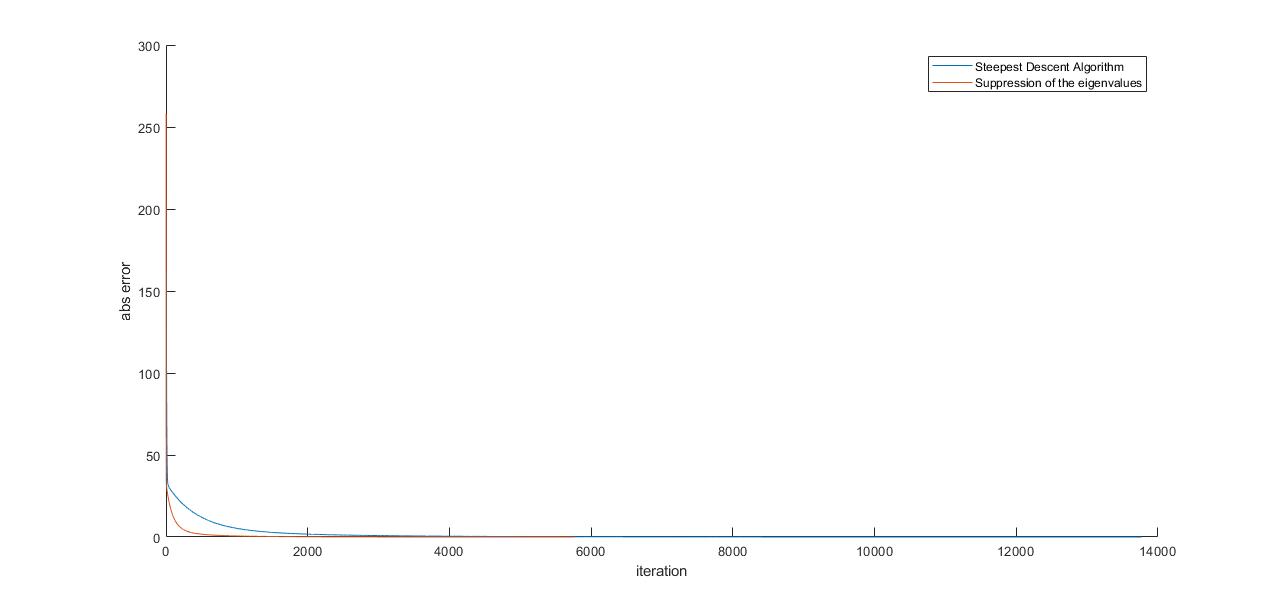 300
250
200
150
100
50
0
abs error
Steepest Descent Algorithm
Suppression of the eigenvalues
0 2000 4000 6000 8000 10000 12000 14000
iteration